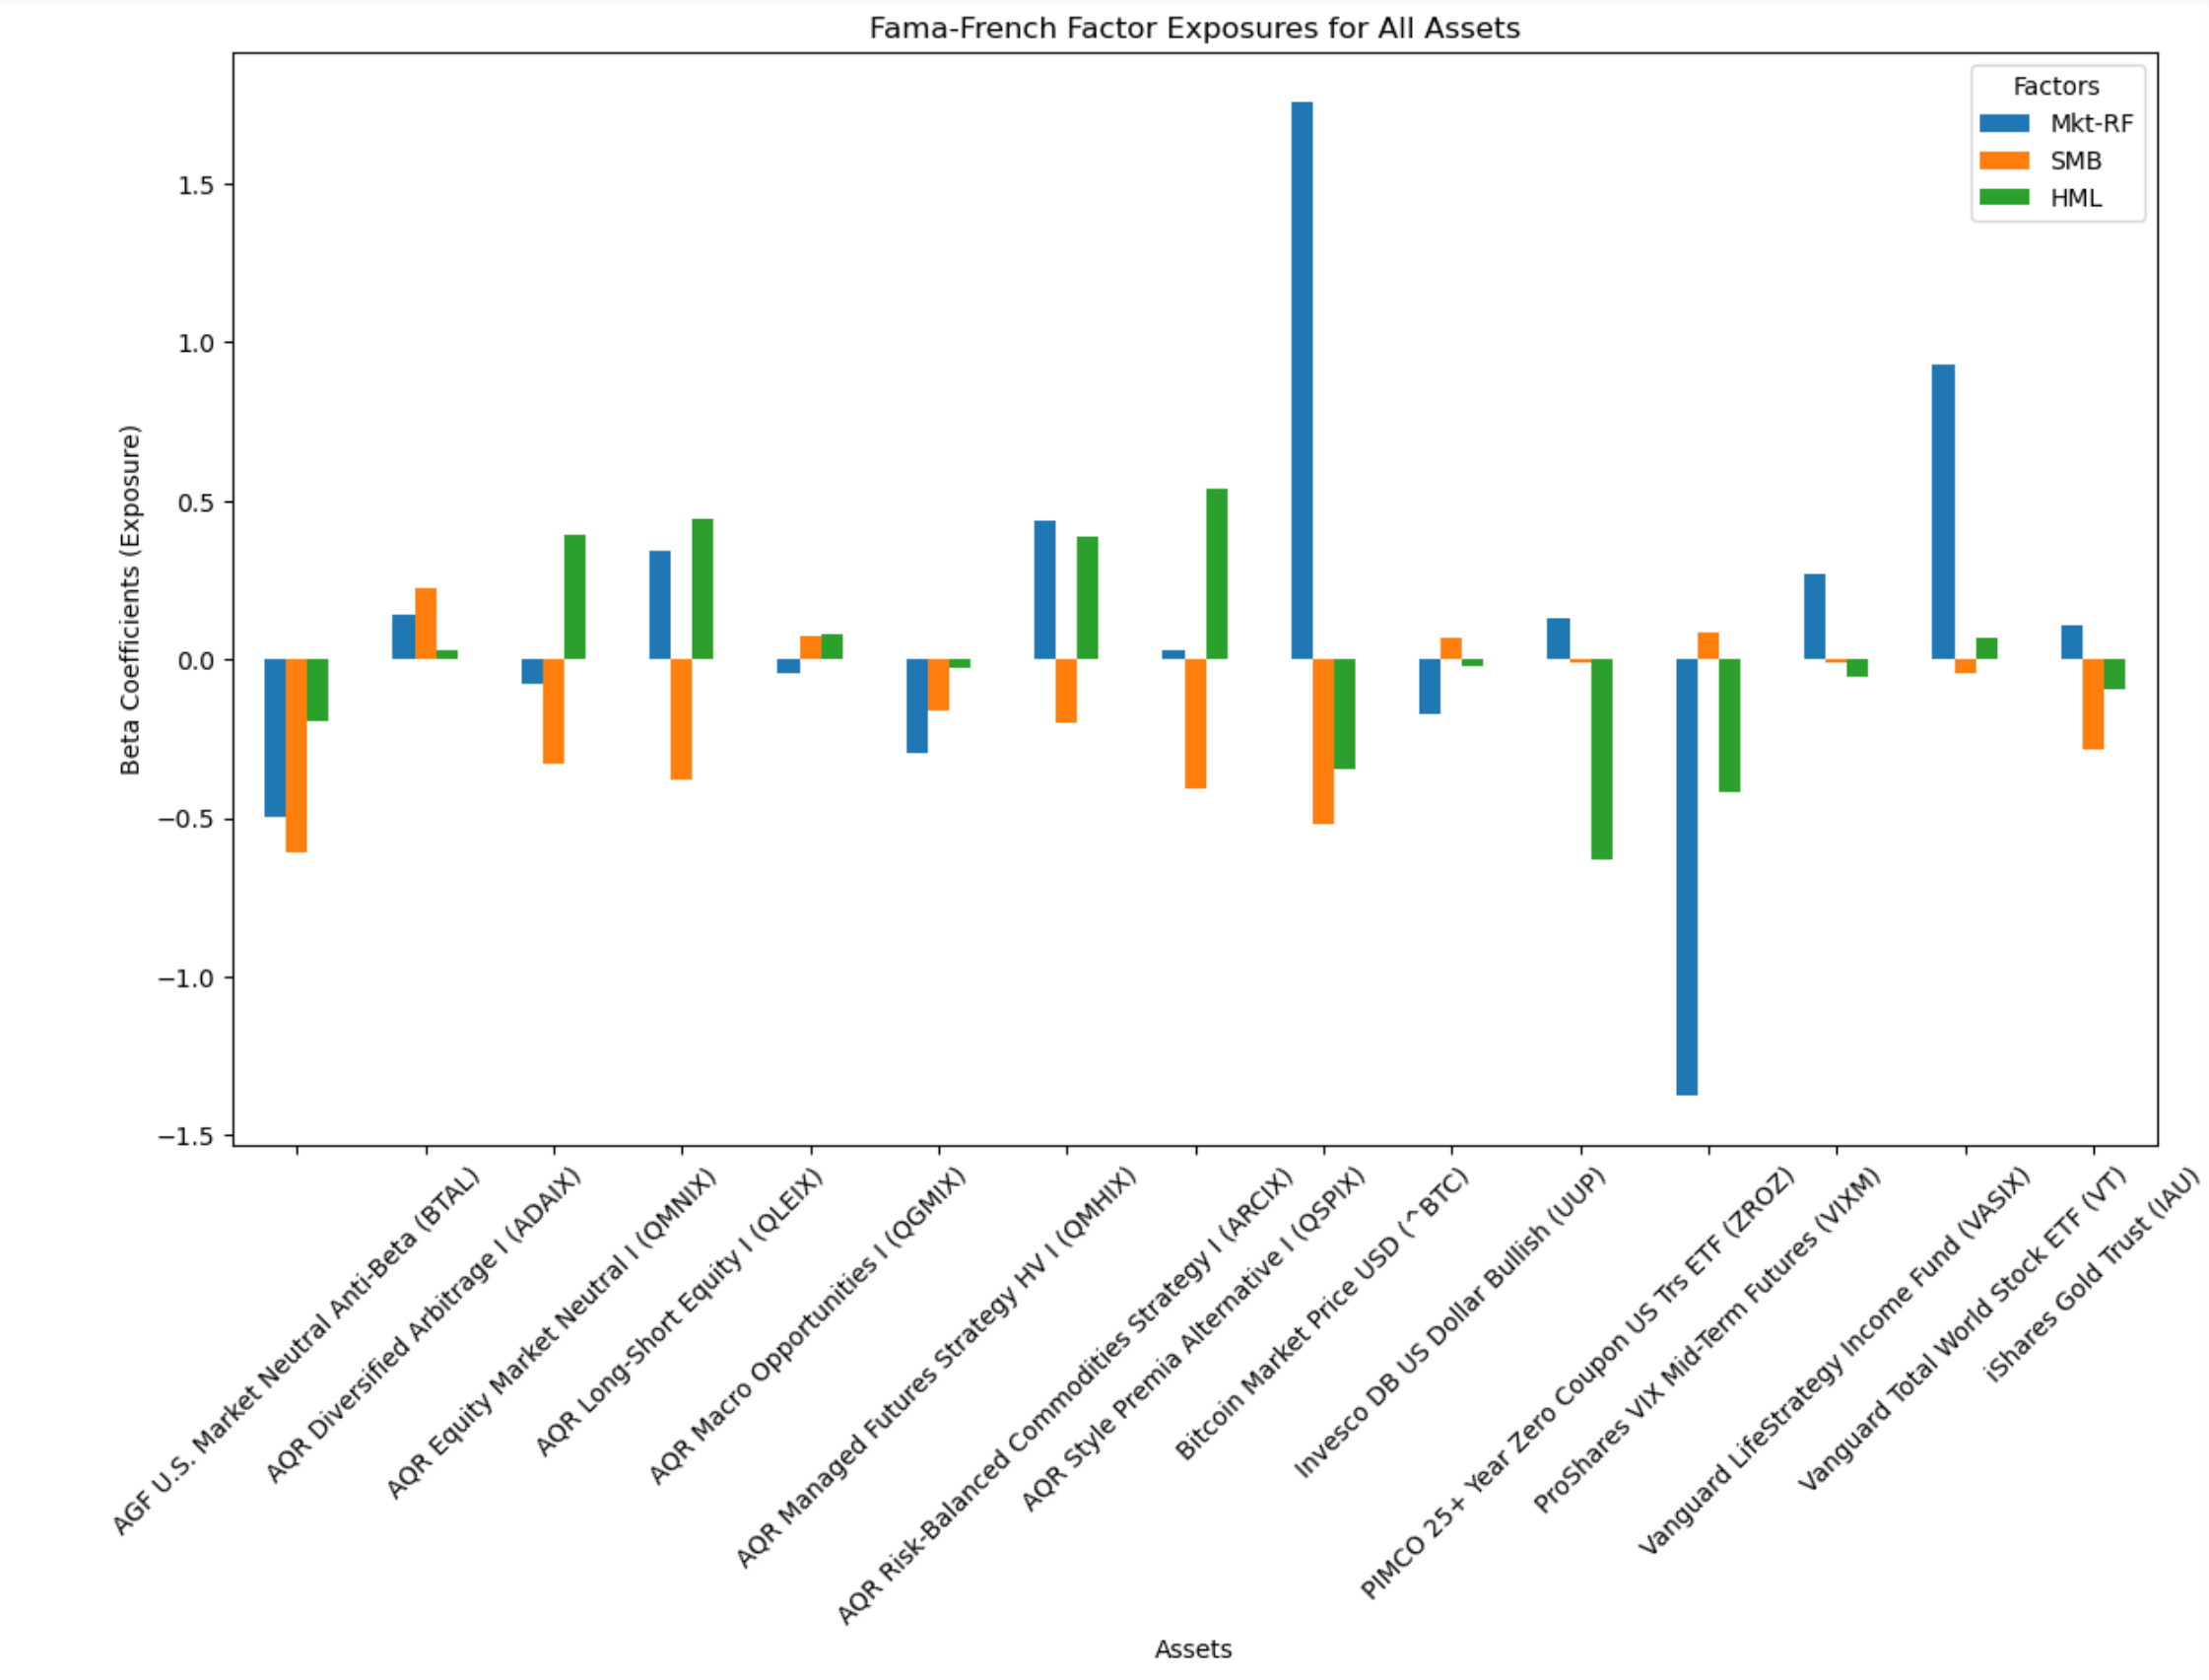 Fama-French Factor Exposures for All Assets
Factors
Mkt-RF
SMB
HML
Beta Coefficients (Exposure)
1.5
1.0
0.5
0.0
−0.5
−1.0
−1.5
AGF U.S. Market Neutral Anti-Beta (BTAL)
AQR Diversified Arbitrage I (ADAIX)
AQR Equity Market Neutral I (QMNIX)
AQR Long-Short Equity I (QLEIX)
AQR Macro Opportunities I (QGMIX)
AQR Managed Futures Strategy HV I (QMHIX)
AQR Risk-Balanced Commodities Strategy I (ARCIX)
AQR Style Premia Alternative I (QSPIX)
Bitcoin Market Price USD (^BTC)
Invesco DB US Dollar Bullish (UUP)
PIMCO 25+ Year Zero Coupon US Trs ETF (ZROZ)
ProShares VIX Mid-Term Futures (VIXM)
Vanguard LifeStrategy Income Fund (VASIX)
Vanguard Total World Stock ETF (VT)
iShares Gold Trust (IAU)
Assets